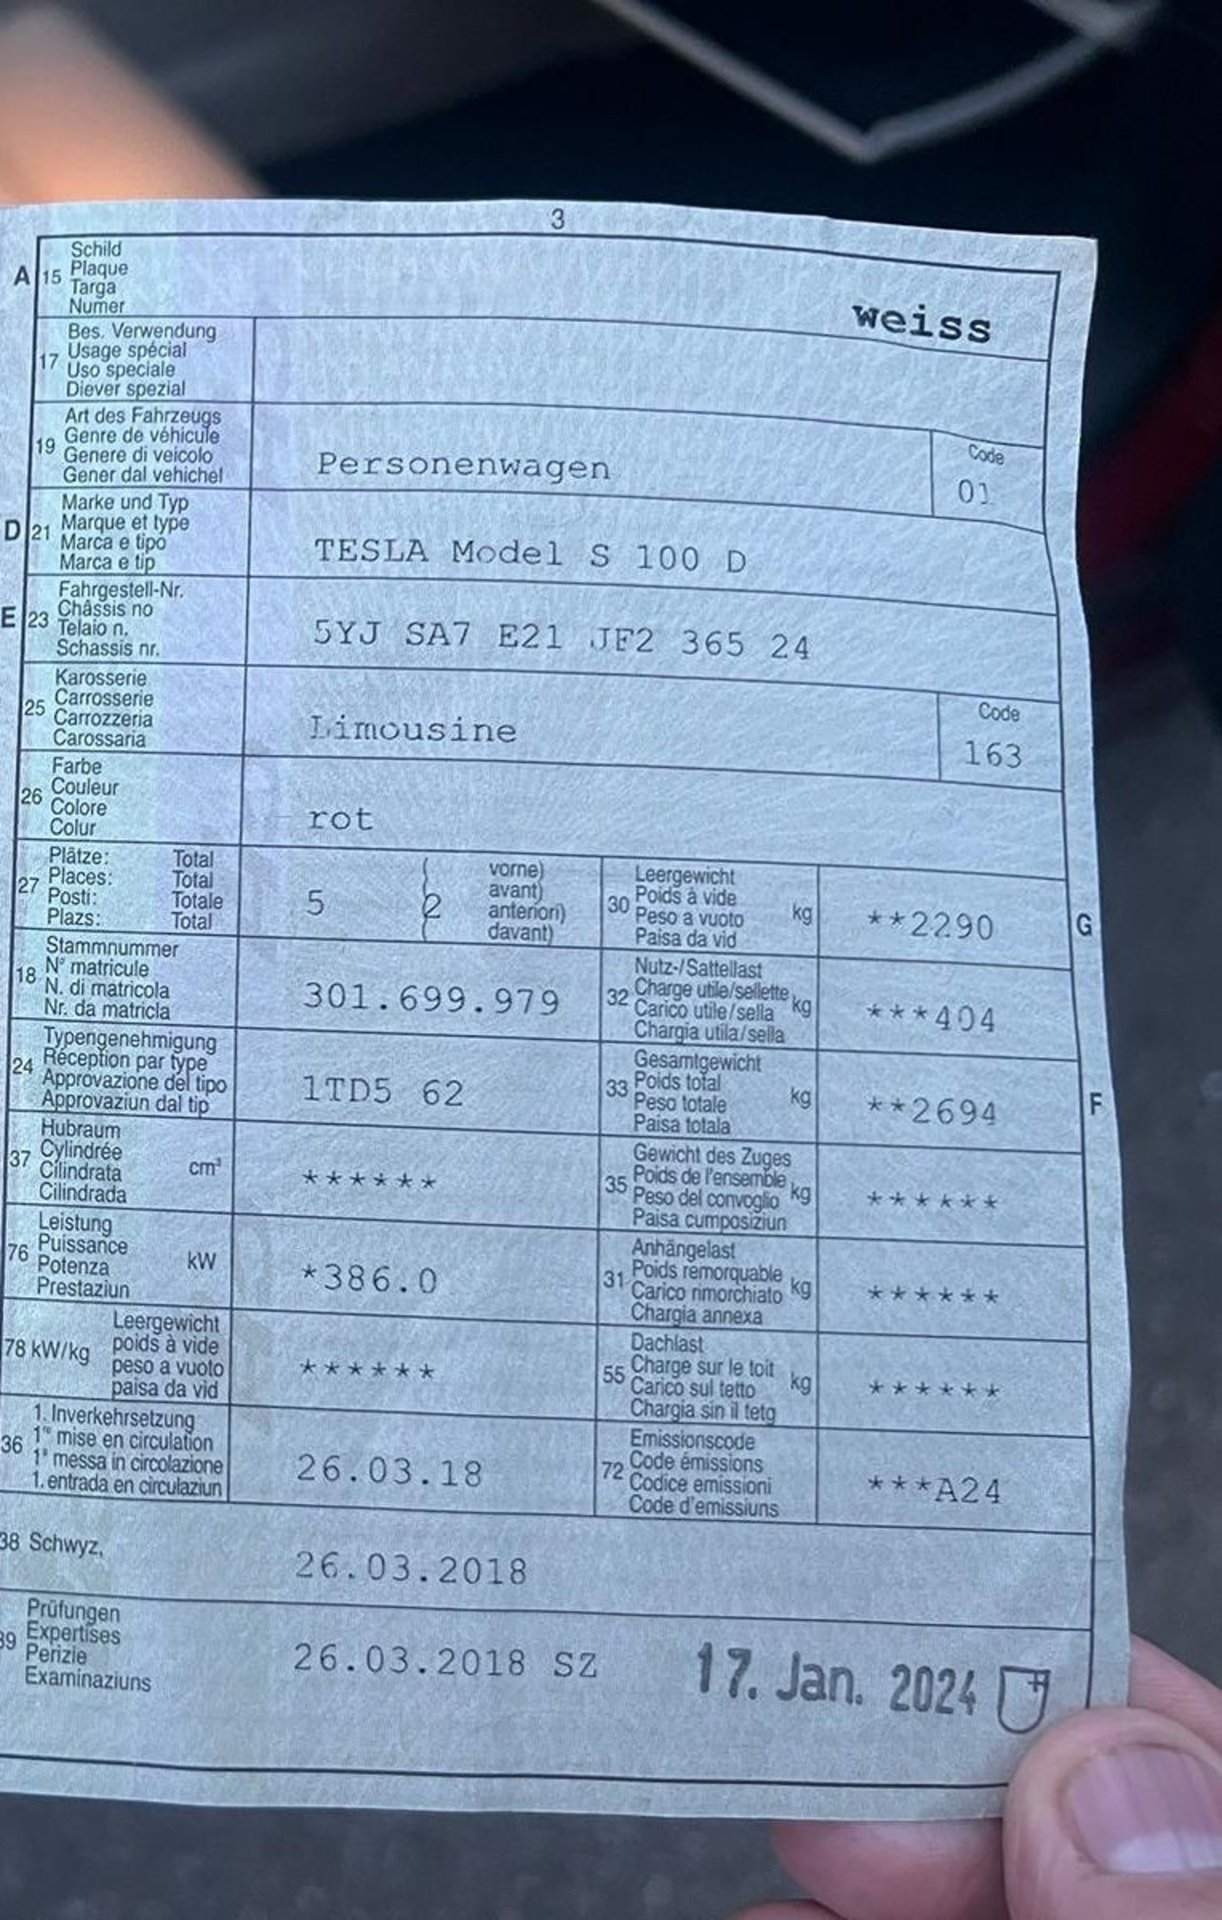 3
A 15 Schild
Plaque
Targa
Numer
weiss
17 Bes. Verwendung
Usage spécial
Uso speciale
Diever spezial
19 Art des Fahrzeugs
Genre de véhicule
Genere di veicolo
Gener dal vehichel
Personenwagen
Code
01
D 21 Marke und Typ
Marque et type
Marca e tipo
Marca e tip
TESLA Model S 100 D
E 23 Fahrgestell-Nr.
Châssis no
Telaio n.
Schassis nr.
5YJ SA7 E21 JF2 365 24
25 Karosserie
Carrosserie
Carrozzeria
Carossaria
Limousine
Code
163
26 Farbe
Couleur
Colore
Colur
rot
27 Plätze: Total
Places: Total
Posti: Totale
Plazs: Total
5 ( 2 vorne)
avant)
anteriori)
davant)
30 Leergewicht
Poids à vide
Peso a vuoto
Paisa da vid
kg
**2290
G
18 Stammnummer
N° matricule
N. di matricola
Nr. da matricla
301.699.979
32 Nutz-/Sattellast
Charge utile/sellette
Carico utile/sella
Chargia utila/sella
kg
***404
24 Typengenehmigung
Réception par type
Approvazione del tipo
Approvaziun dal tip
1TD5 62
33 Gesamtgewicht
Poids total
Peso totale
Paisa totala
kg
**2694
F
37 Hubraum
Cylindrée
Cilindrata
Cilindrada
cm³
******
35 Gewicht des Zuges
Poids de l'ensemble
Peso del convoglio
Paisa cumposiziun
kg
******
76 Leistung
Puissance
Potenza
Prestaziun
kW
*386.0
31 Anhängelast
Poids remorquable
Carico rimorchiato
Chargia annexa
kg
******
78 kW/kg Leergewicht
poids à vide
peso a vuoto
paisa da vid
******
55 Dachlast
Charge sur le toit
Carico sul tetto
Chargia sin il tetg
kg
******
36 1. Inverkehrsetzung
1re mise en circulation
1a messa in circolazione
1. entrada en circulaziun
26.03.18
72 Emissionscode
Code émissions
Codice emissioni
Code d'emissiuns
***A24
38 Schwyz,
26.03.2018
39 Prüfungen
Expertises
Perizie
Examinaziuns
26.03.2018 SZ
17. Jan. 2024